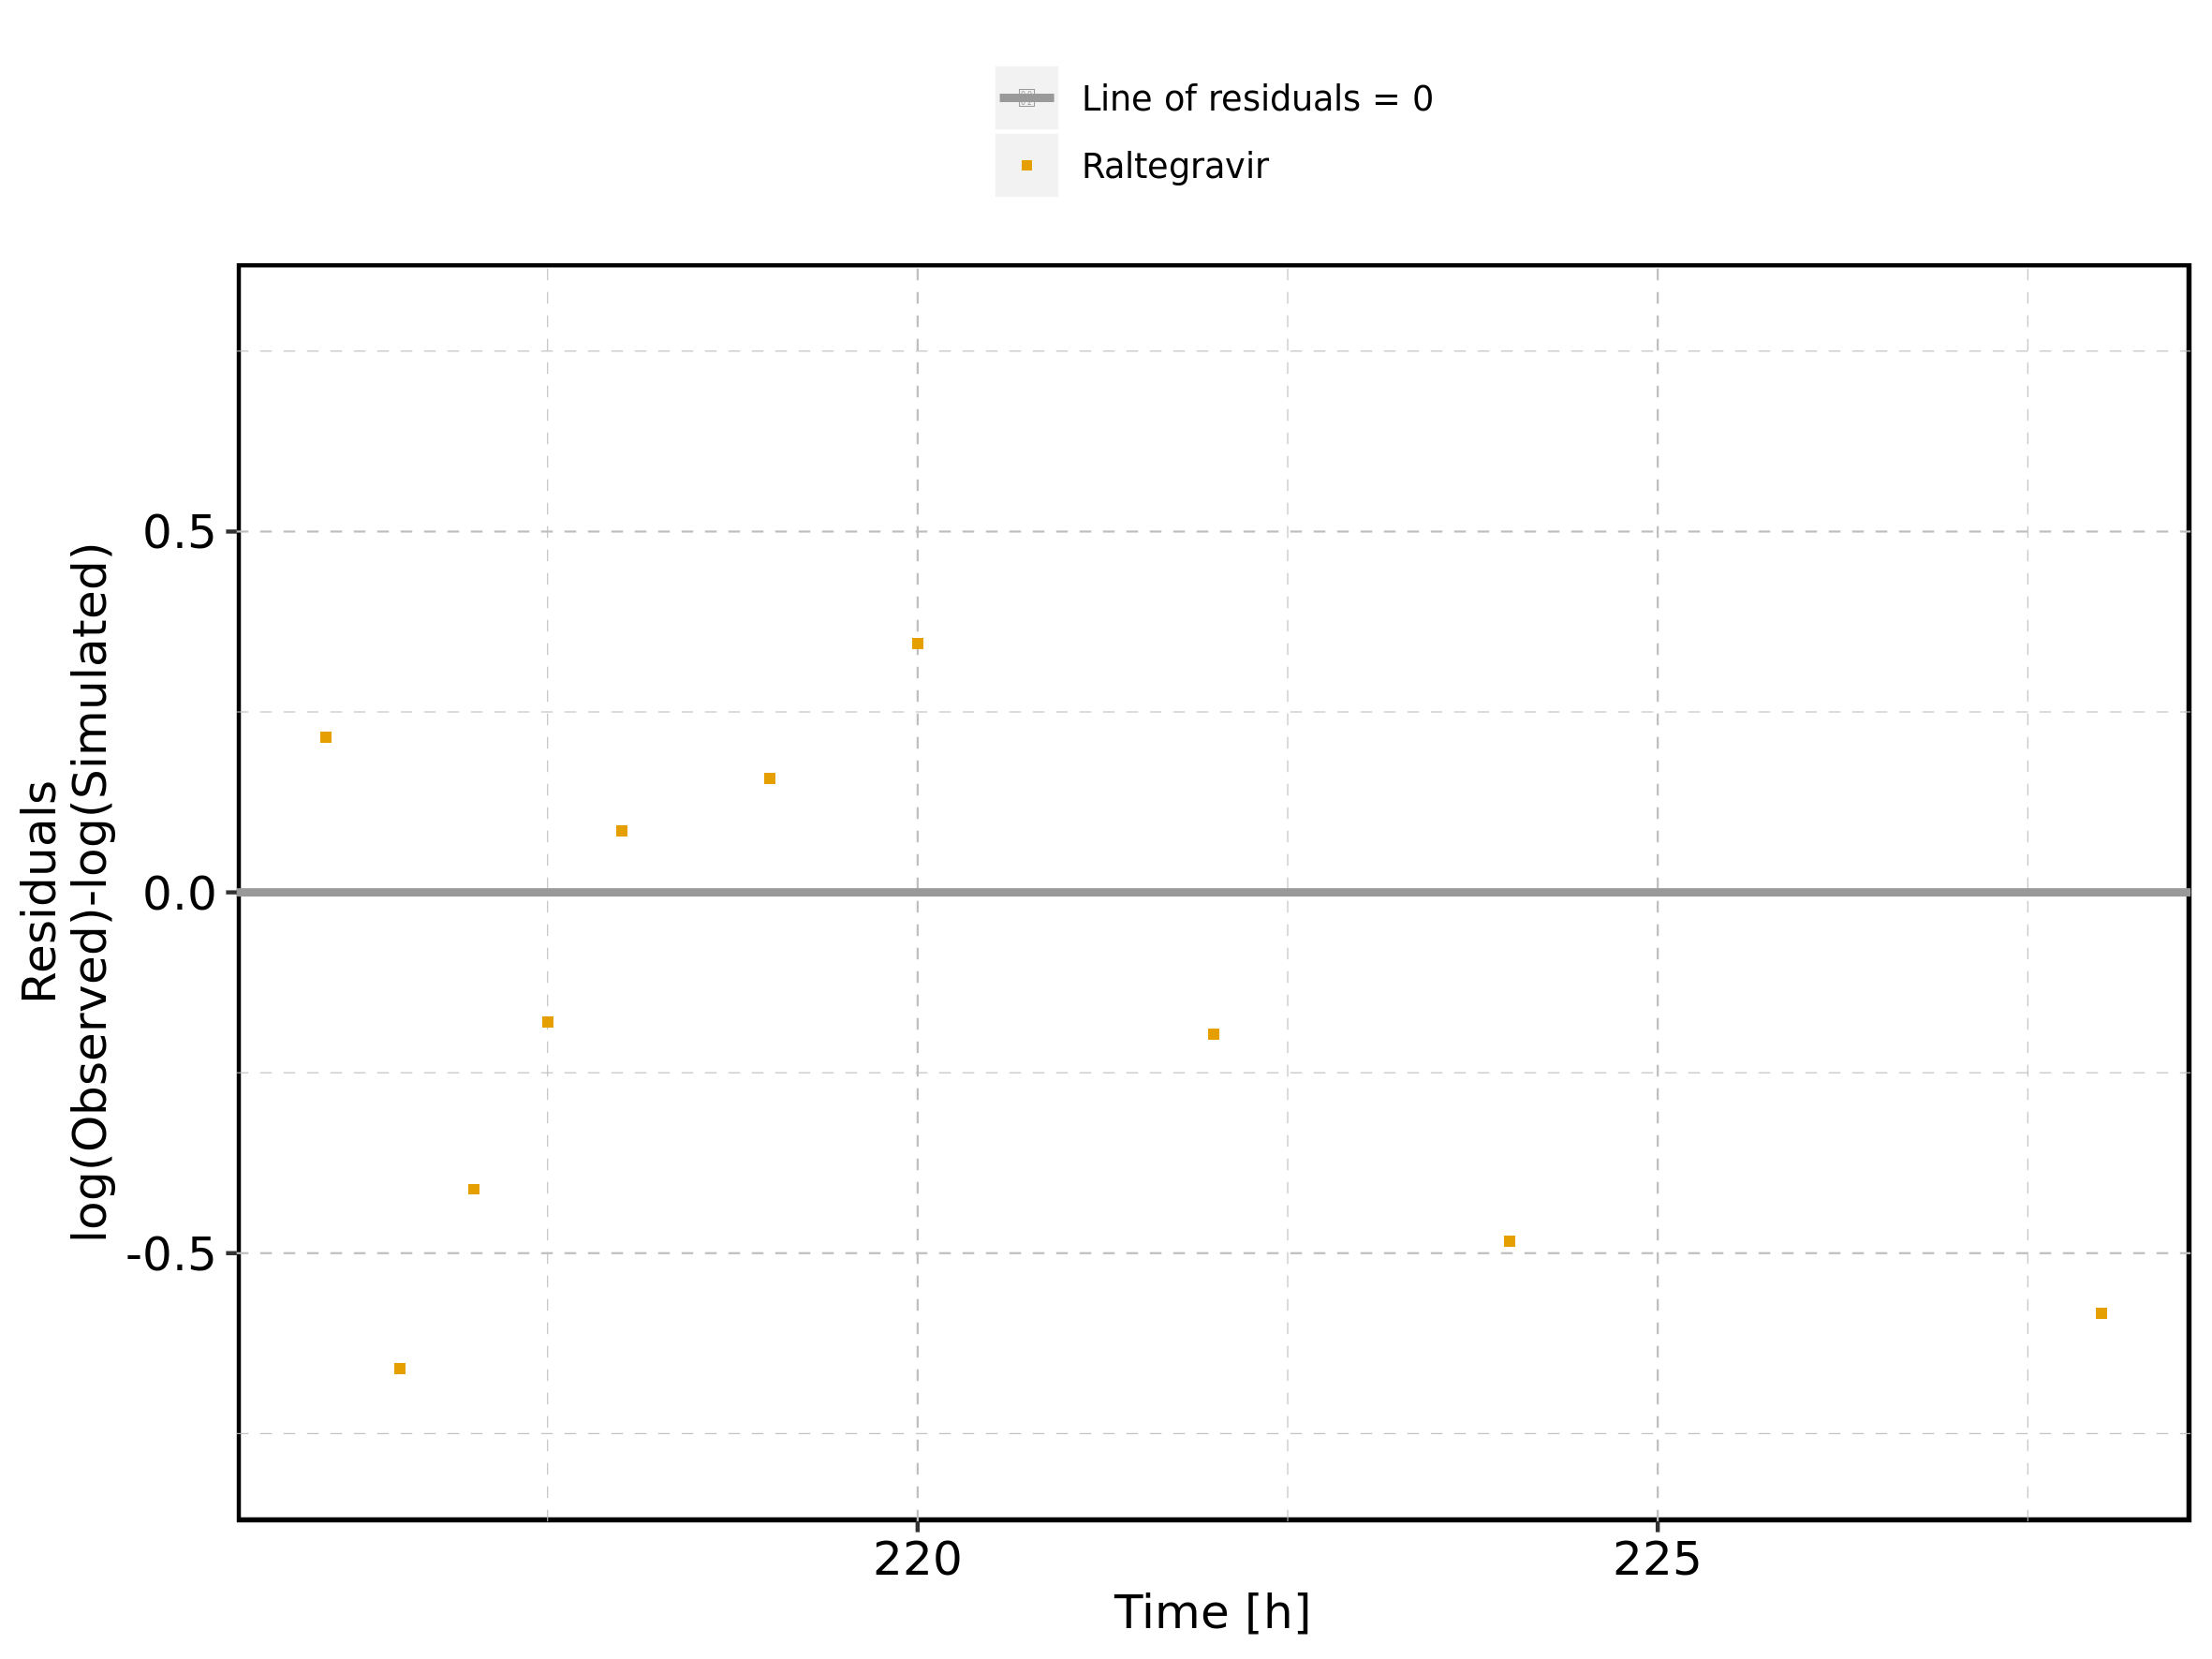 Line of residuals = 0
Raltegravir
Residuals
log(Observed)-log(Simulated)
0.5
0.0
-0.5
220
225
Time [h]